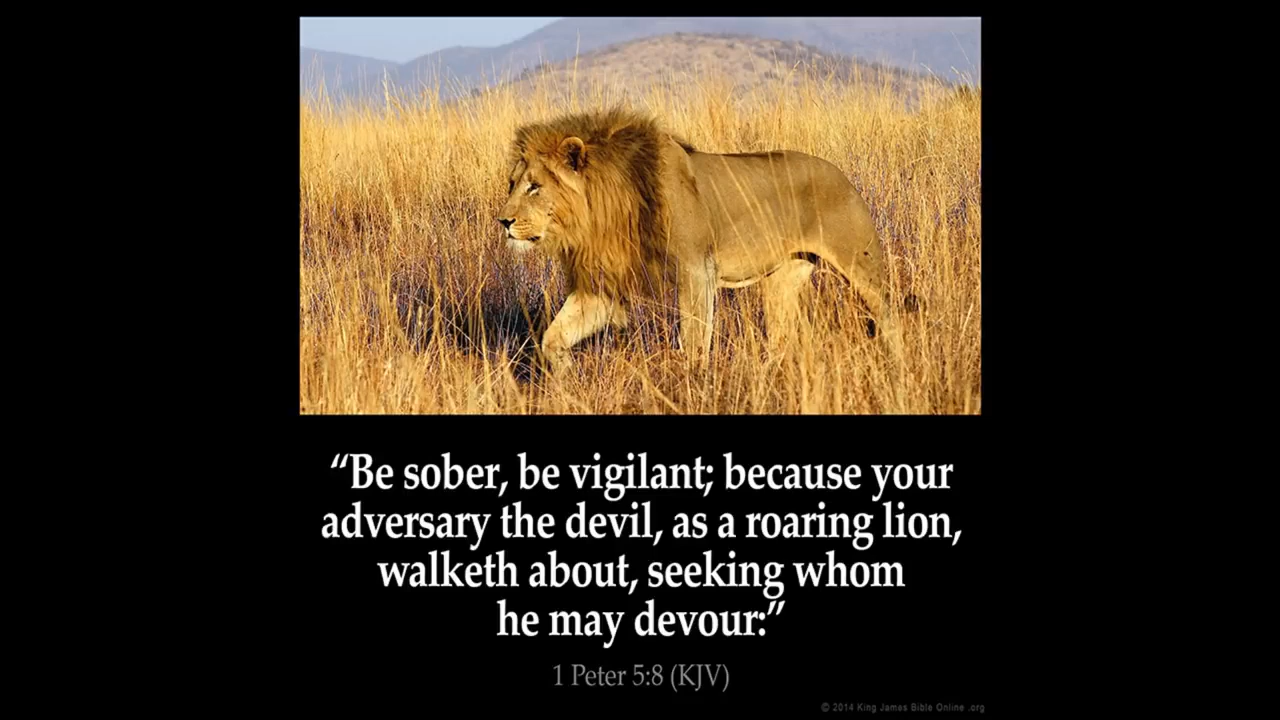 “Be sober, be vigilant; because your
adversary the devil, as a roaring lion,
walketh about, seeking whom
he may devour:”
1 Peter 5:8 (KJV)
© 2014 King James Bible Online .org